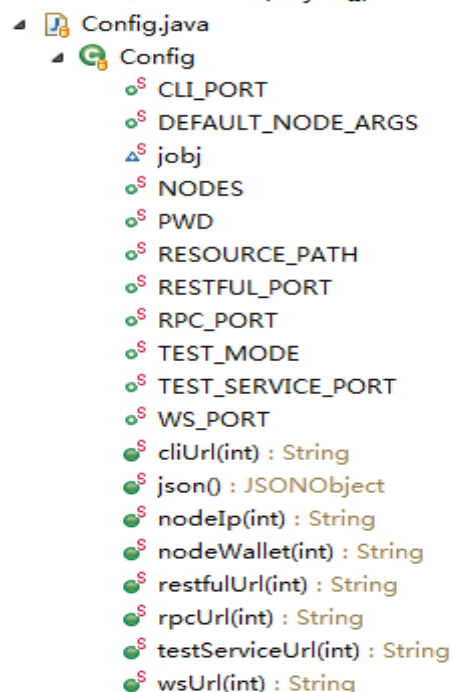 Config.java
Config
CLI_PORT
DEFAULT_NODE_ARGS
jobj
NODES
PWD
RESOURCE_PATH
RESTFUL_PORT
RPC_PORT
TEST_MODE
TEST_SERVICE_PORT
WS_PORT
cliUrl(int) : String
json() : JSONObject
nodeIp(int) : String
nodeWallet(int) : String
restfulUrl(int) : String
rpcUrl(int) : String
testServiceUrl(int) : String
wsUrl(int) : String